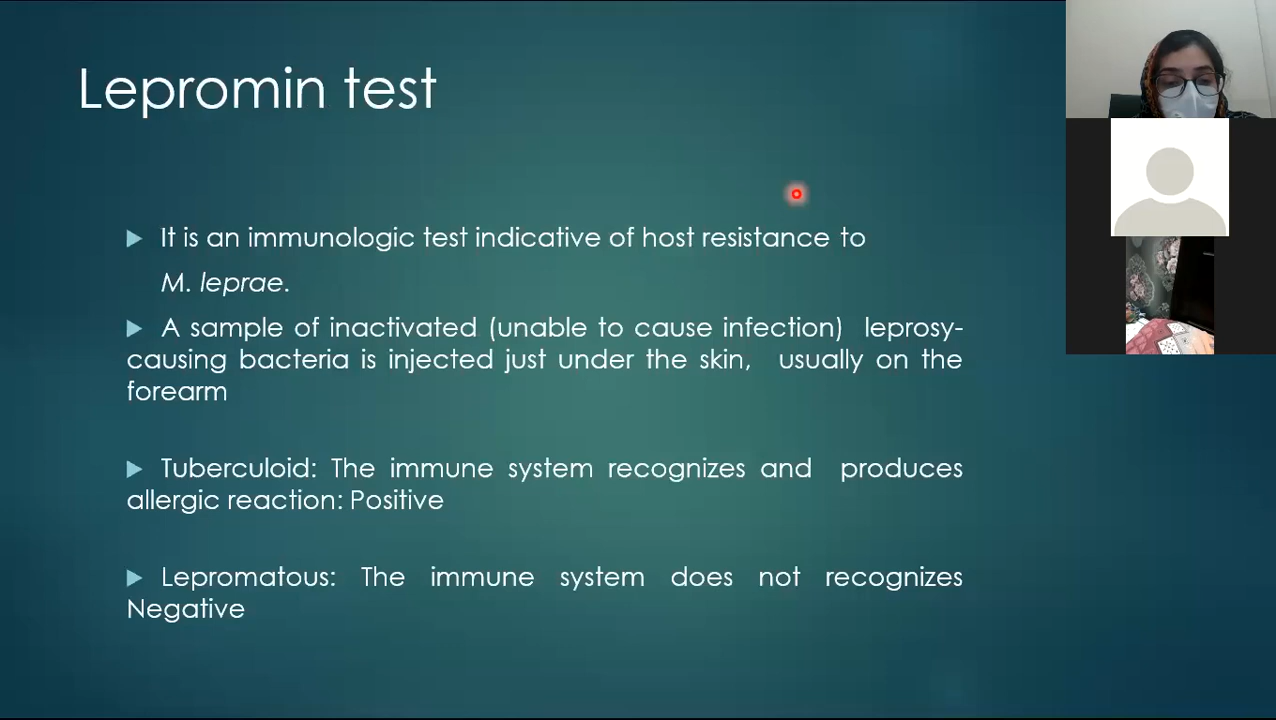 Lepromin test
It is an immunologic test indicative of host resistance to
M. leprae.
A sample of inactivated (unable to cause infection) leprosy-
causing bacteria is injected just under the skin, usually on the
forearm
Tuberculoid: The immune system recognizes and produces
allergic reaction: Positive
Lepromatous: The immune system does not recognizes
Negative